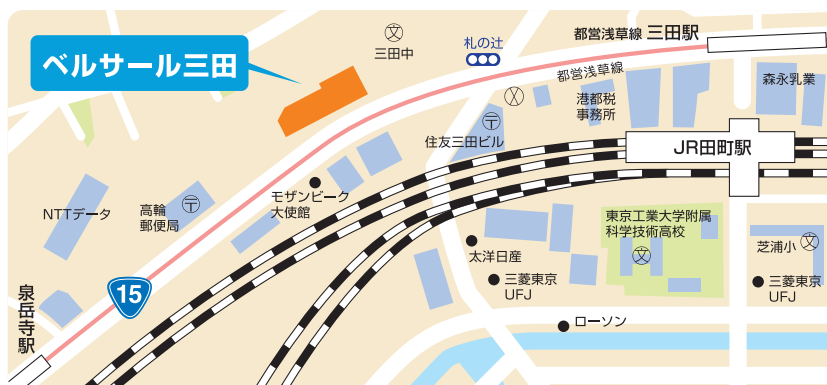 都営浅草線 三田駅
札の辻
三田中
ベルサール三田
都営浅草線
森永乳業
港都税
事務所
住友三田ビル
JR田町駅
モザンビーク
大使館
NTTデータ
高輪
郵便局
東京工業大学附属
科学技術高校
太洋日産
芝浦小
三菱東京
UFJ
三菱東京
UFJ
15
泉岳寺駅
ローソン